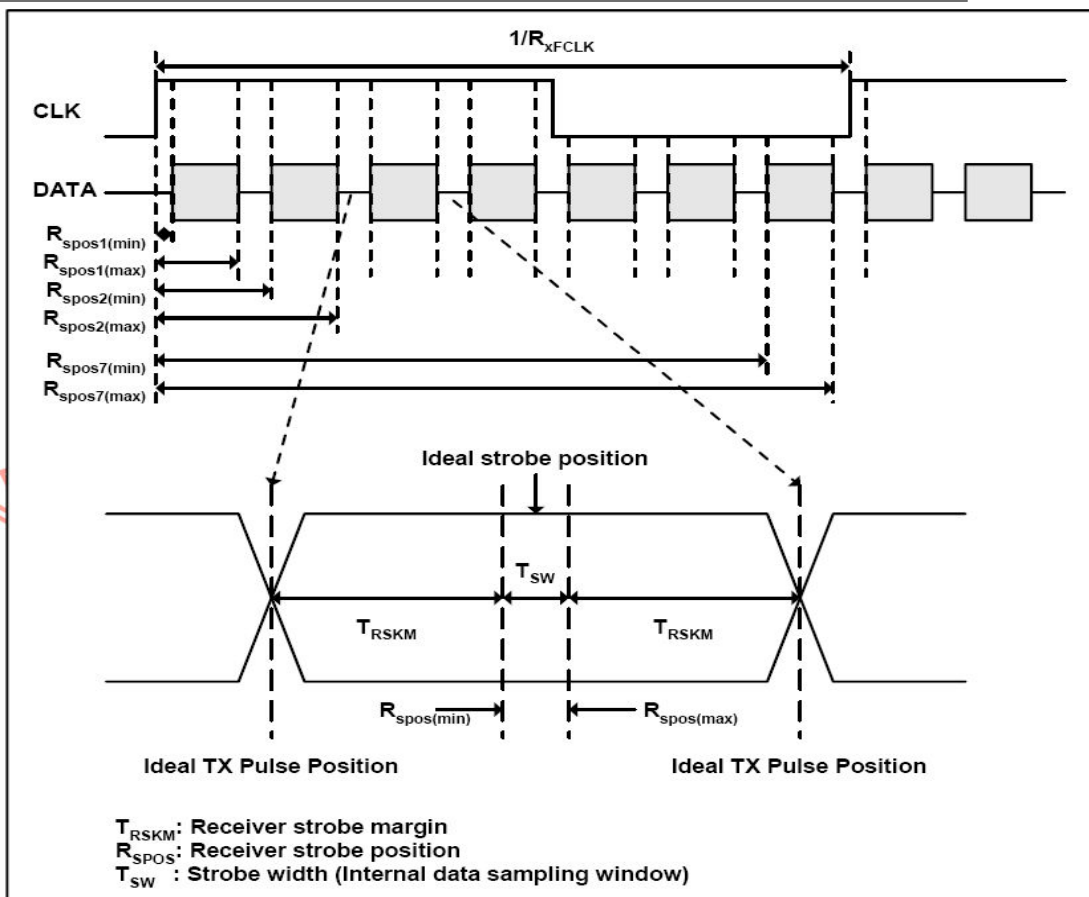 1/RxFCLK
CLK
DATA
Rspos1(min)
Rspos1(max)
Rspos2(min)
Rspos2(max)
Rspos7(min)
Rspos7(max)
Ideal strobe position
TSW
TRSKM
TRSKM
Rspos(min)
Rspos(max)
Ideal TX Pulse Position
Ideal TX Pulse Position
TRSKM: Receiver strobe margin
RSPOS: Receiver strobe position
TSW : Strobe width (Internal data sampling window)